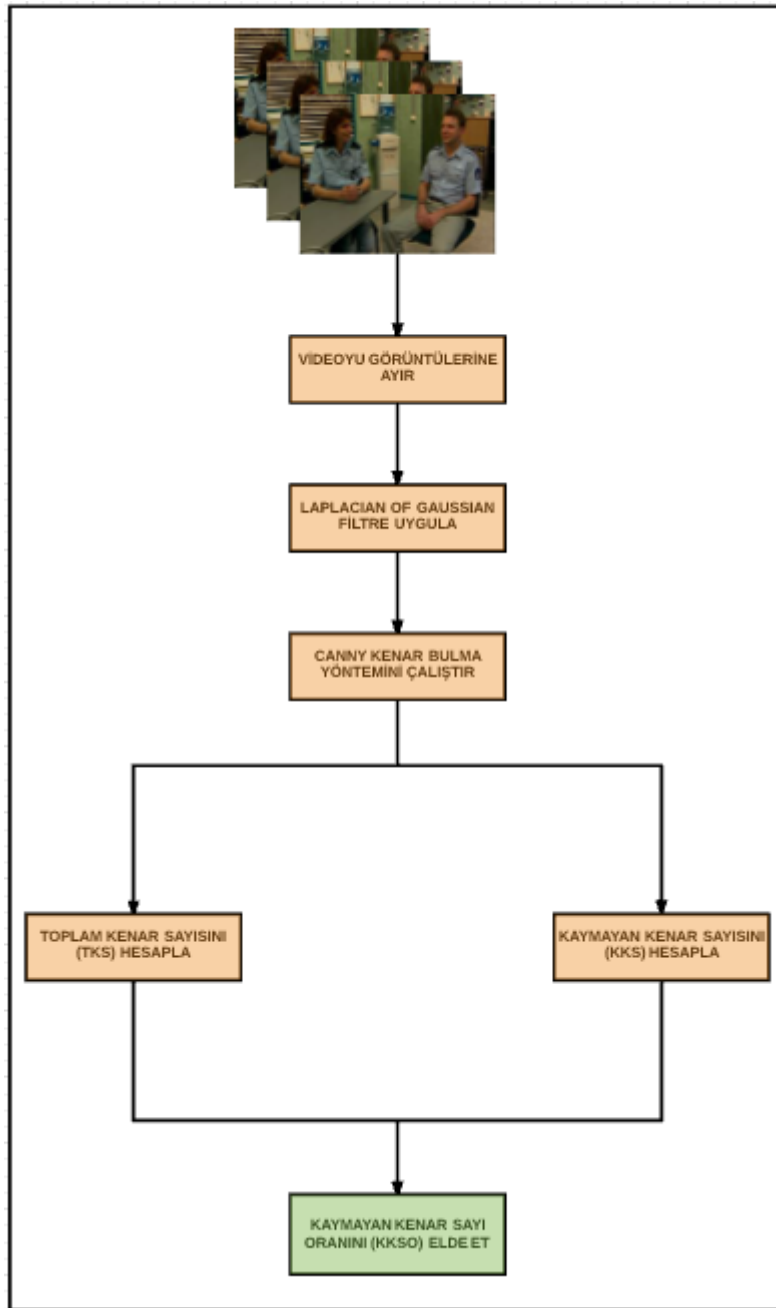 VİDEOYU GÖRÜNTÜLERİNE
AYIR
LAPLACIAN OF GAUSSIAN
FİLTRE UYGULA
CANNY KENAR BULMA
YÖNTEMİNİ ÇALIŞTIR
TOPLAM KENAR SAYISINI
(TKS) HESAPLA
KAYMAYAN KENAR SAYISINI
(KKS) HESAPLA
KAYMAYAN KENAR SAYI
ORANINI (KKSO) ELDE ET